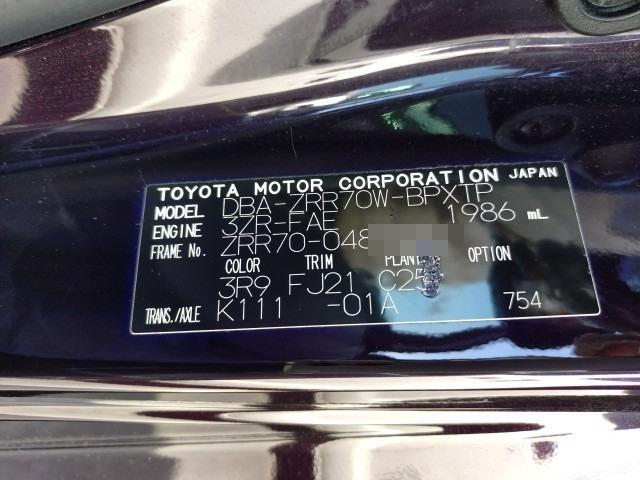 TOYOTA MOTOR CORPORATION JAPAN
MODEL DBA-ZRR70W-BPXTP
ENGINE 3ZR-FAE 1986 mL
FRAME No. ZRR70-048
COLOR TRIM PLANT OPTION
3R9 FJ21 C25
TRANS./AXLE K111 -01A 754